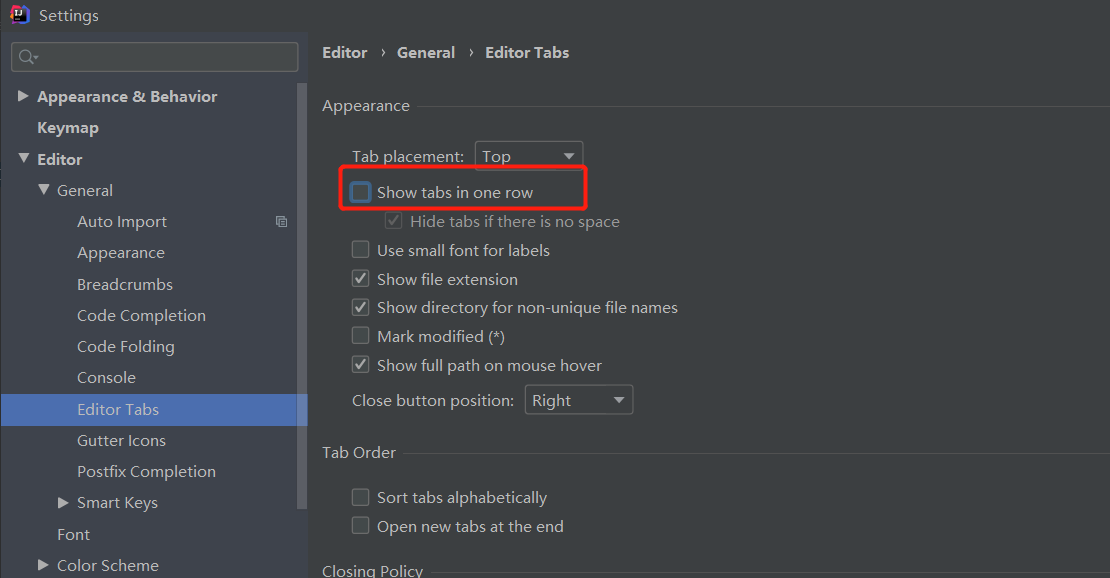 Settings
Appearance & Behavior
Keymap
Editor
General
Auto Import
Appearance
Breadcrumbs
Code Completion
Code Folding
Console
Editor Tabs
Gutter Icons
Postfix Completion
Smart Keys
Font
Color Scheme
Editor › General › Editor Tabs
Appearance
Tab placement: Top
Show tabs in one row
Hide tabs if there is no space
Use small font for labels
Show file extension
Show directory for non-unique file names
Mark modified (*)
Show full path on mouse hover
Close button position: Right
Tab Order
Sort tabs alphabetically
Open new tabs at the end
Closing Policy